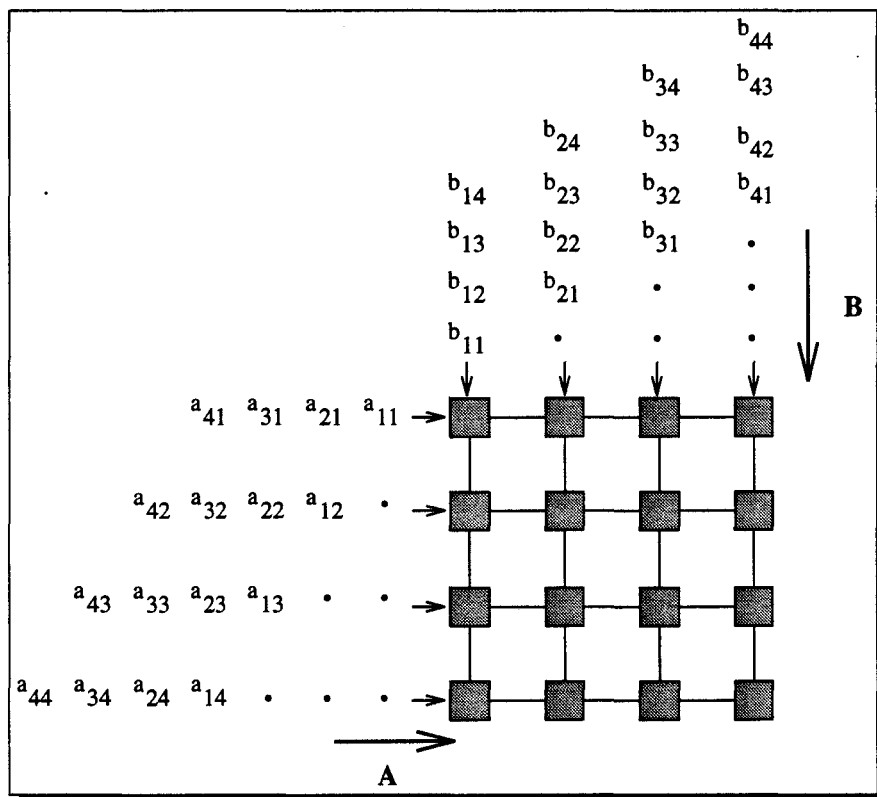 b44
b34 b43
b24 b33 b42
b14 b23 b32 b41
b13 b22 b31 •
b12 b21 • •
b11 • • •
B
a41 a31 a21 a11
a42 a32 a22 a12 •
a43 a33 a23 a13 • •
a44 a34 a24 a14 • • •
A